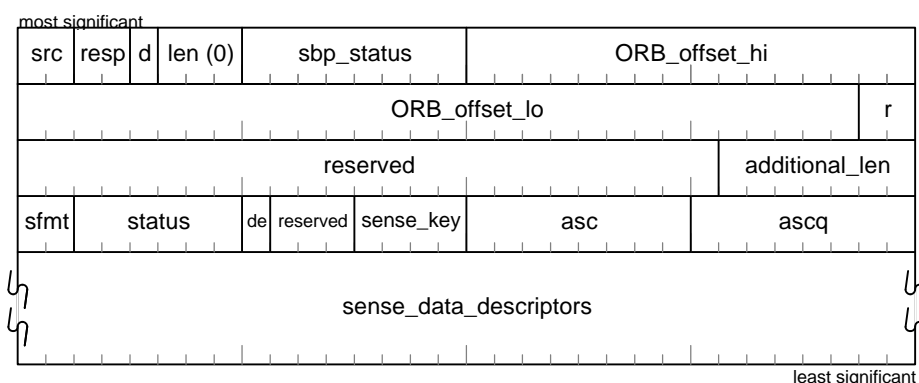 most significant
src resp d len (0) sbp_status ORB_offset_hi
ORB_offset_lo r
reserved additional_len
sfmt status de reserved sense_key asc ascq
sense_data_descriptors
least significant